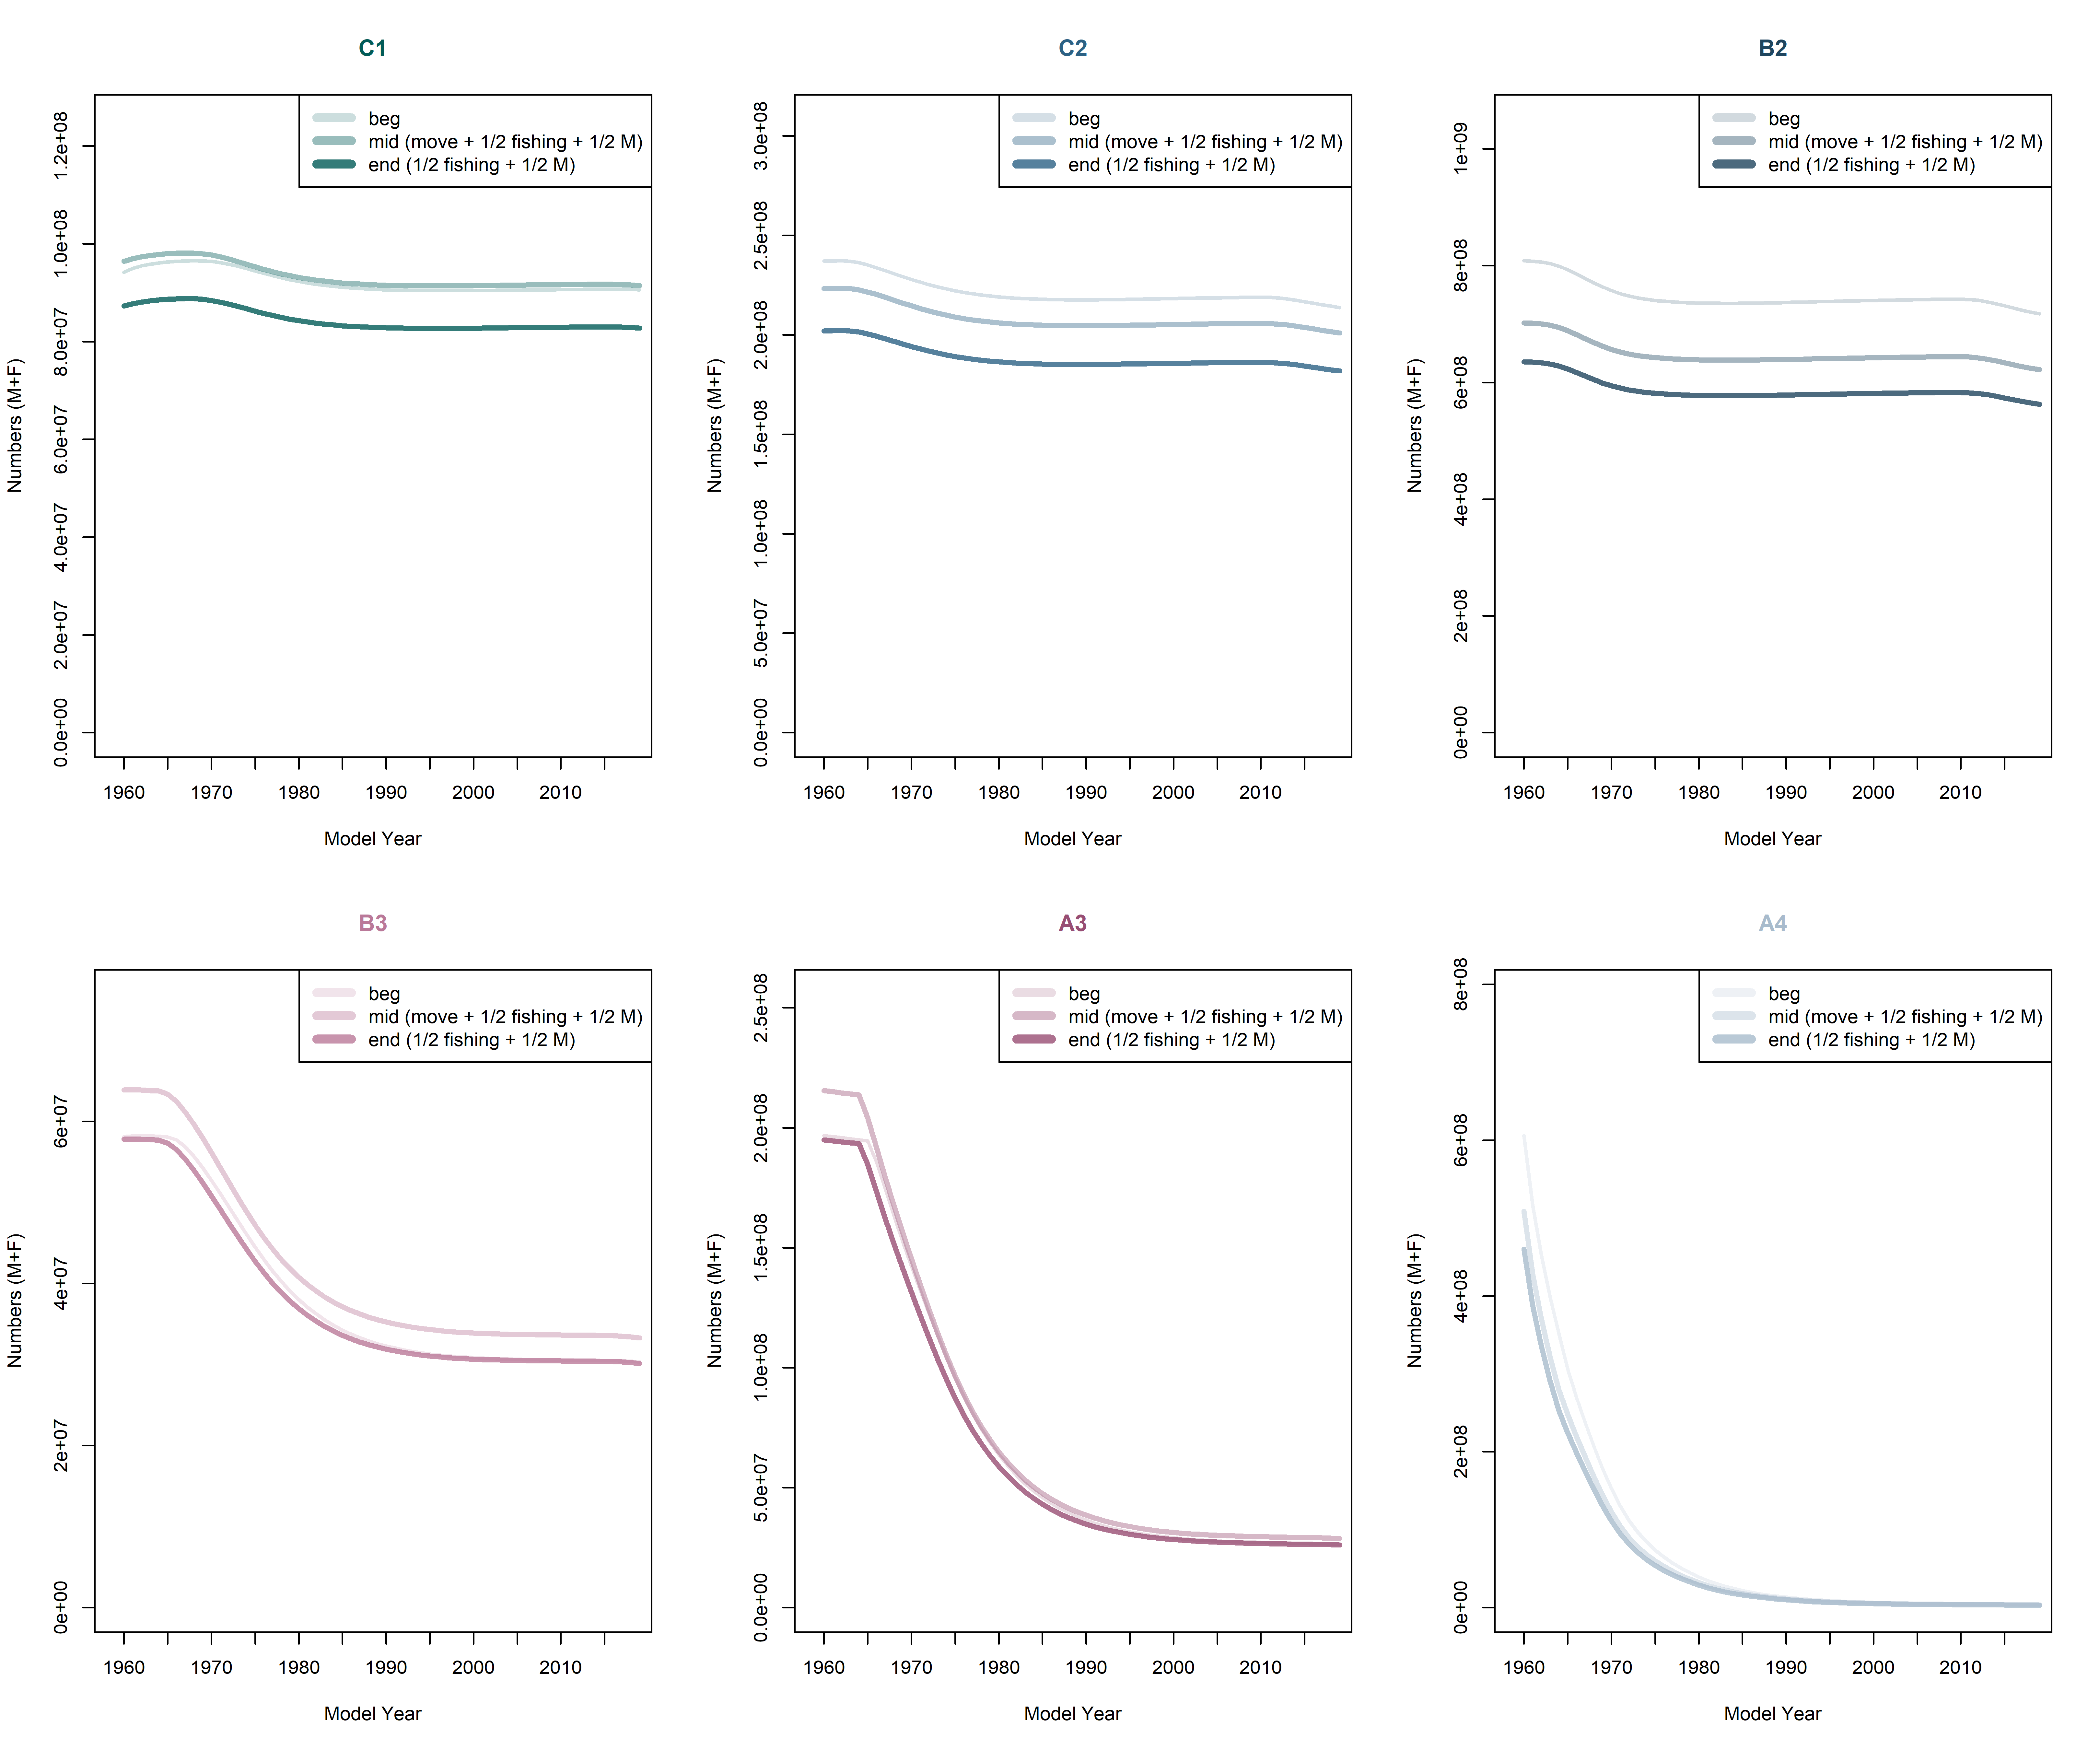 C1
beg
mid (move + 1/2 fishing + 1/2 M)
end (1/2 fishing + 1/2 M)
Numbers (M+F)
0.0e+00 2.0e+07 4.0e+07 6.0e+07 8.0e+07 1.0e+08 1.2e+08
1960 1970 1980 1990 2000 2010
Model Year
C2
beg
mid (move + 1/2 fishing + 1/2 M)
end (1/2 fishing + 1/2 M)
Numbers (M+F)
0.0e+00 5.0e+07 1.0e+08 1.5e+08 2.0e+08 2.5e+08 3.0e+08
1960 1970 1980 1990 2000 2010
Model Year
B2
beg
mid (move + 1/2 fishing + 1/2 M)
end (1/2 fishing + 1/2 M)
Numbers (M+F)
0e+00 2e+08 4e+08 6e+08 8e+08 1e+09
1960 1970 1980 1990 2000 2010
Model Year
B3
beg
mid (move + 1/2 fishing + 1/2 M)
end (1/2 fishing + 1/2 M)
Numbers (M+F)
0e+00 2e+07 4e+07 6e+07
1960 1970 1980 1990 2000 2010
Model Year
A3
beg
mid (move + 1/2 fishing + 1/2 M)
end (1/2 fishing + 1/2 M)
Numbers (M+F)
0.0e+00 5.0e+07 1.0e+08 1.5e+08 2.0e+08 2.5e+08
1960 1970 1980 1990 2000 2010
Model Year
A4
beg
mid (move + 1/2 fishing + 1/2 M)
end (1/2 fishing + 1/2 M)
Numbers (M+F)
0e+00 2e+08 4e+08 6e+08 8e+08
1960 1970 1980 1990 2000 2010
Model Year